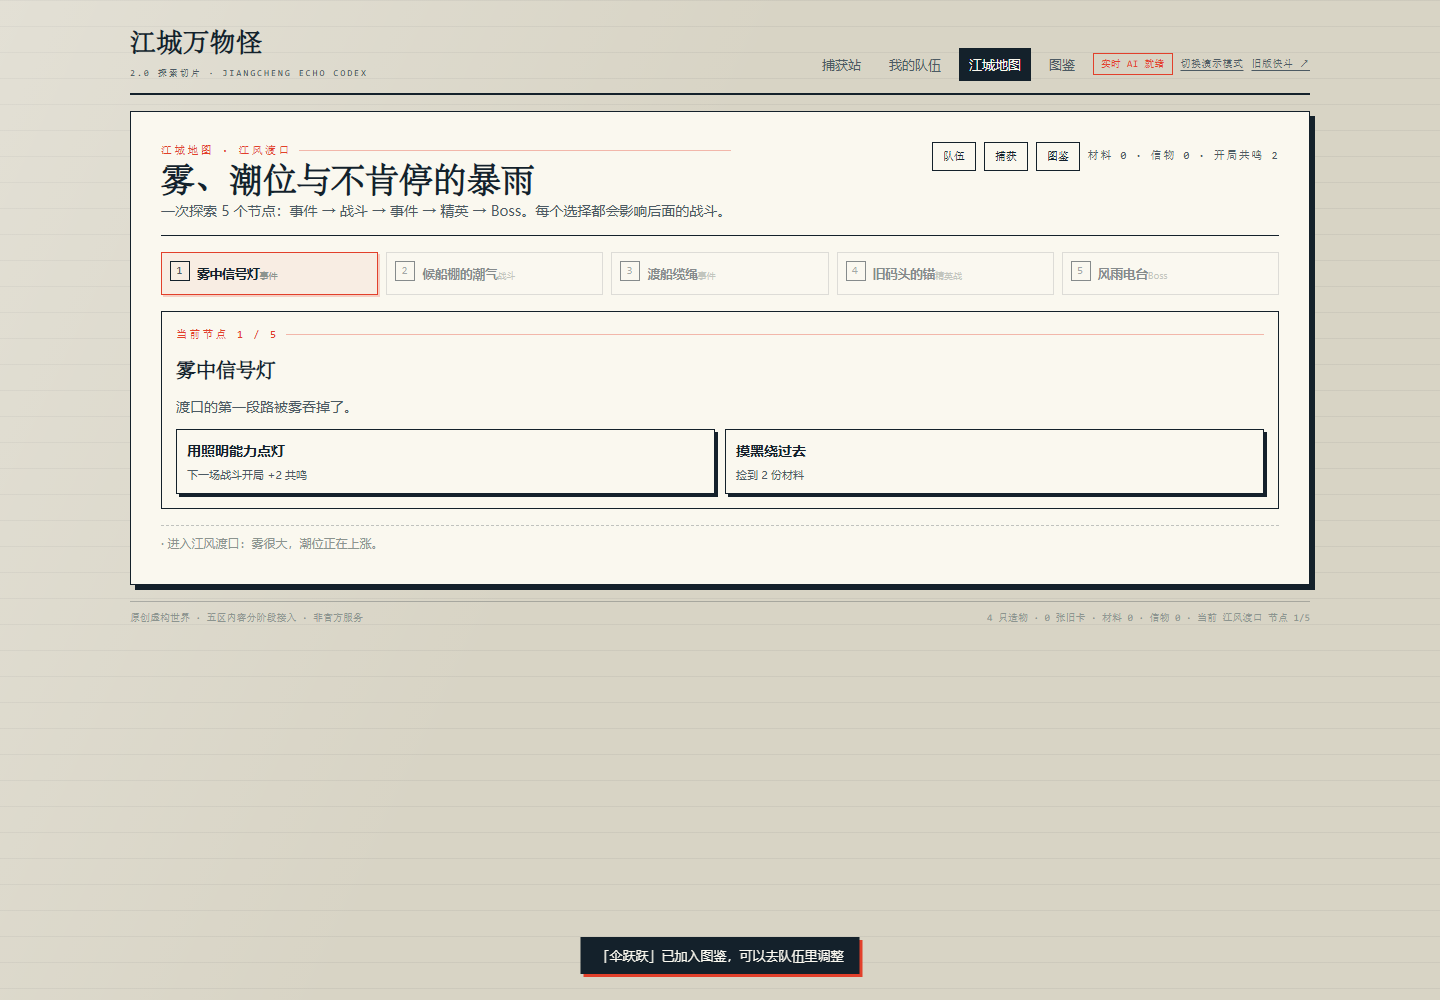 江城万物怪
2.0 探索切片 · JIANGCHENG ECHO CODEX
捕获站 我的队伍 江城地图 图鉴 实时 AI 就绪 切换演示模式 旧版快斗 ↗
江城地图 · 江风渡口
雾、潮位与不肯停的暴雨
一次探索 5 个节点：事件 → 战斗 → 事件 → 精英 → Boss。每个选择都会影响后面的战斗。
队伍 捕获 图鉴 材料 0 · 信物 0 · 开局共鸣 2
1 雾中信号灯事件
2 候船棚的潮气战斗
3 渡船缆绳事件
4 旧码头的锚精英战
5 风雨电台Boss
当前节点 1 / 5
雾中信号灯
渡口的第一段路被雾吞掉了。
用照明能力点灯
下一场战斗开局 +2 共鸣
摸黑绕过去
捡到 2 份材料
· 进入江风渡口：雾很大，潮位正在上涨。
原创虚构世界 · 五区内容分阶段接入 · 非官方服务
4 只造物 · 0 张旧卡 · 材料 0 · 信物 0 · 当前 江风渡口 节点 1/5
「伞跃跃」已加入图鉴，可以去队伍里调整